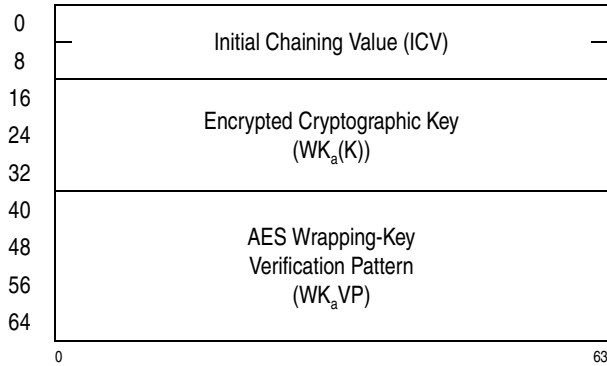 0
Initial Chaining Value (ICV)
8
16
Encrypted Cryptographic Key
24
(WKa(K))
32
40
AES Wrapping-Key
48
Verification Pattern
56
(WKaVP)
64
0 63